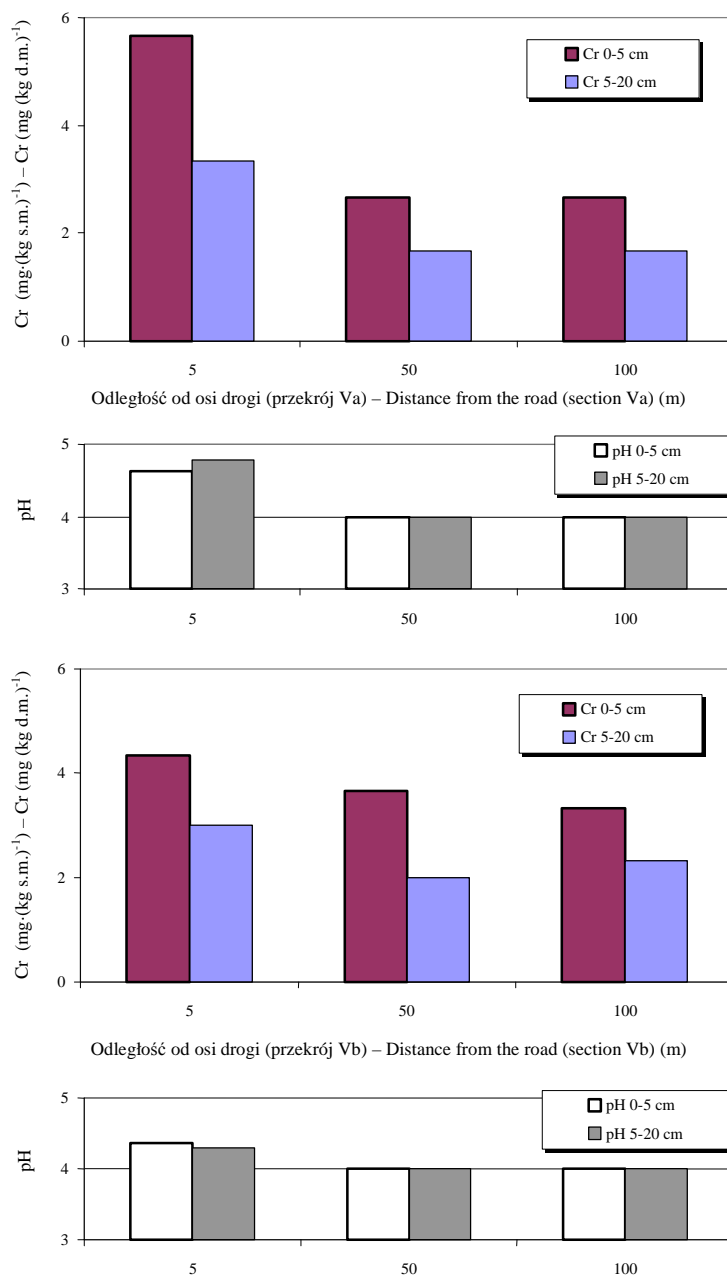 6
4
2
0
Cr (mg·(kg s.m.)-1) – Cr (mg (kg d.m.)-1)
Cr 0-5 cm
Cr 5-20 cm
5 50 100
Odległość od osi drogi (przekrój Va) – Distance from the road (section Va) (m)
5
4
3
pH
pH 0-5 cm
pH 5-20 cm
5 50 100
6
4
2
0
Cr (mg·(kg s.m.)-1) – Cr (mg (kg d.m.)-1)
Cr 0-5 cm
Cr 5-20 cm
5 50 100
Odległość od osi drogi (przekrój Vb) – Distance from the road (section Vb) (m)
5
4
3
pH
pH 0-5 cm
pH 5-20 cm
5 50 100